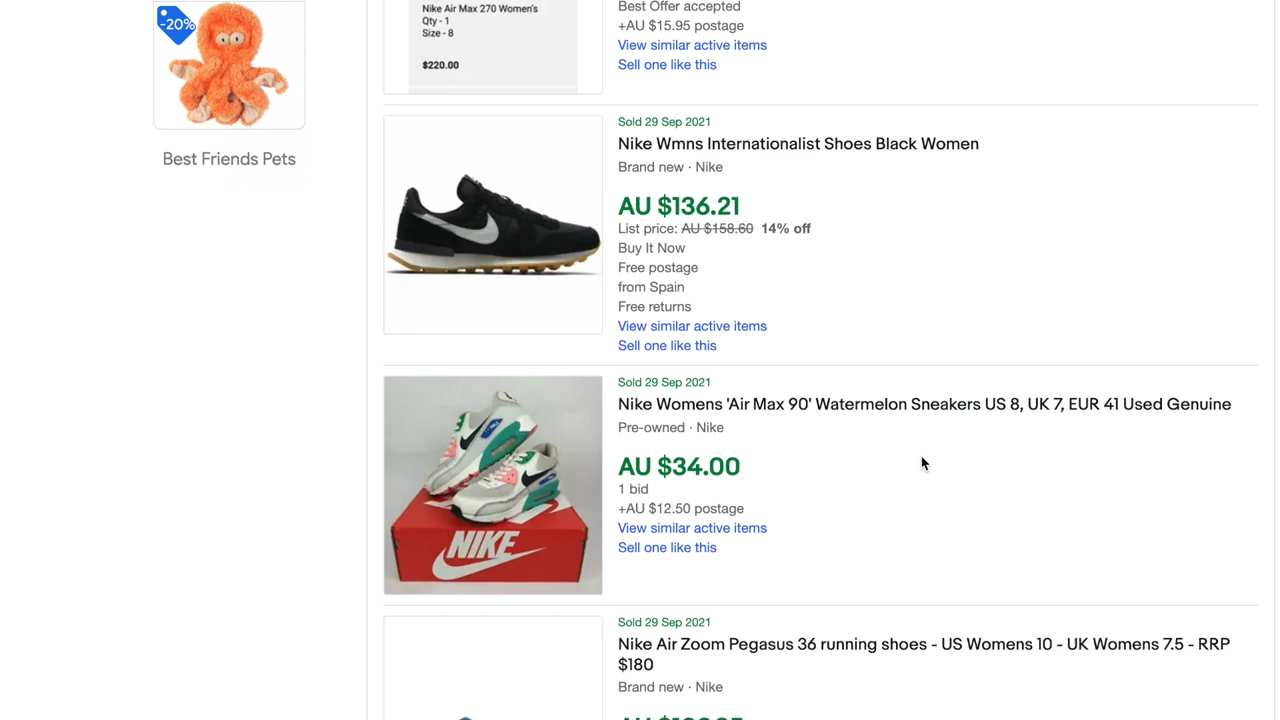 -20%
Best Friends Pets
Nike Air Max 270 Women's
Qty - 1
Size - 8
$220.00
Best Offer accepted
+AU $15.95 postage
View similar active items
Sell one like this
Sold 29 Sep 2021
Nike Wmns Internationalist Shoes Black Women
Brand new · Nike
AU $136.21
List price: AU $158.60 14% off
Buy It Now
Free postage
from Spain
Free returns
View similar active items
Sell one like this
Sold 29 Sep 2021
Nike Womens 'Air Max 90' Watermelon Sneakers US 8, UK 7, EUR 41 Used Genuine
Pre-owned · Nike
AU $34.00
1 bid
+AU $12.50 postage
View similar active items
Sell one like this
NIKE
Sold 29 Sep 2021
Nike Air Zoom Pegasus 36 running shoes - US Womens 10 - UK Womens 7.5 - RRP
$180
Brand new · Nike